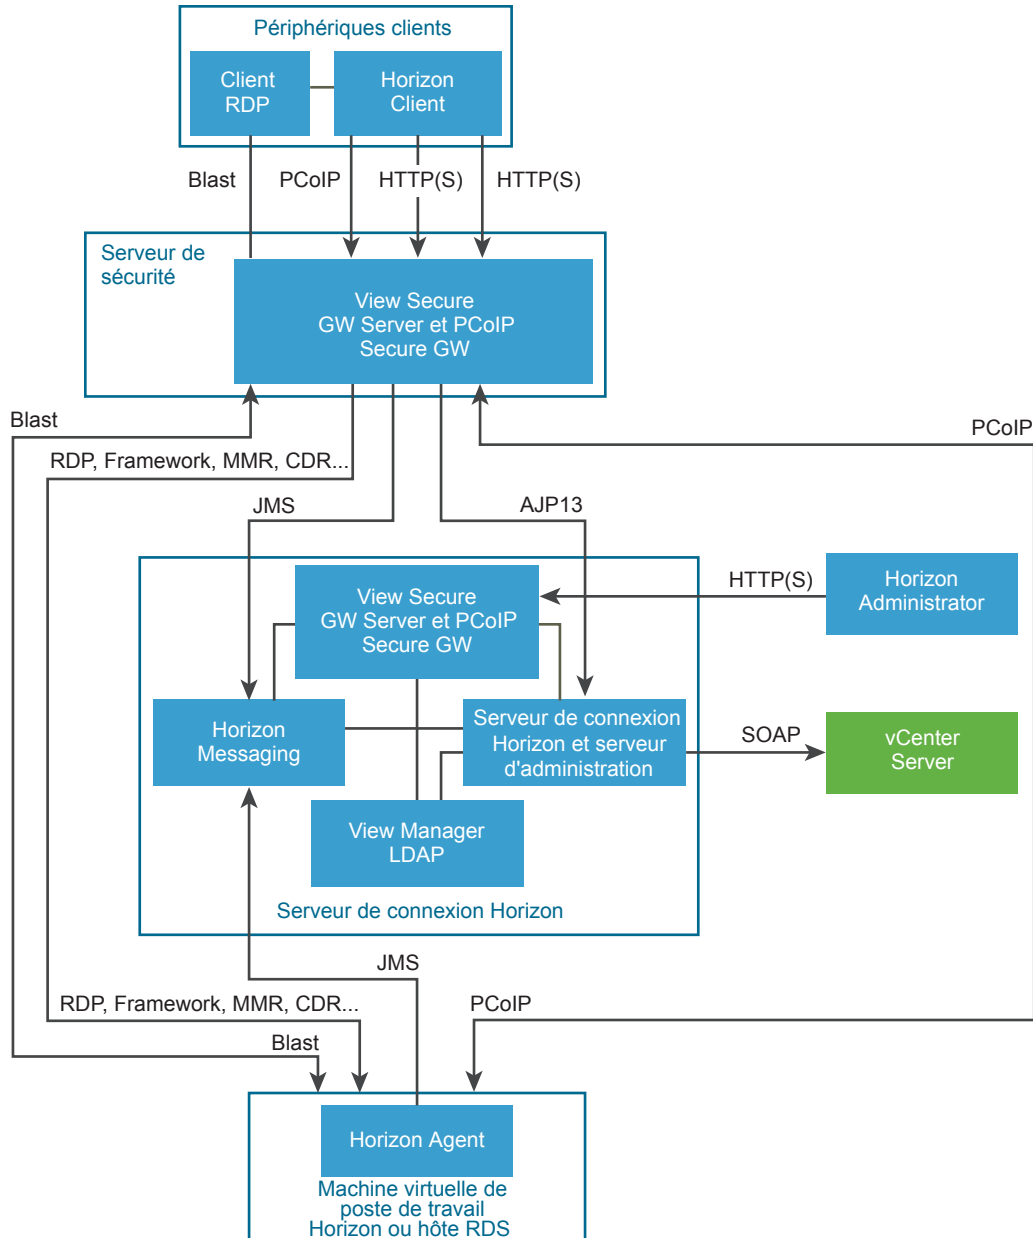 Périphériques clients
Client
RDP
Horizon
Client
Blast
PCoIP
HTTP(S)
HTTP(S)
Serveur de
sécurité
View Secure
GW Server et PCoIP
Secure GW
Blast
PCoIP
RDP, Framework, MMR, CDR...
JMS
AJP13
View Secure
GW Server et PCoIP
Secure GW
HTTP(S)
Horizon
Administrator
Horizon
Messaging
Serveur de connexion
Horizon et serveur
d'administration
SOAP
vCenter
Server
View Manager
LDAP
Serveur de connexion Horizon
JMS
RDP, Framework, MMR, CDR...
PCoIP
Blast
Horizon Agent
Machine virtuelle de
poste de travail
Horizon ou hôte RDS